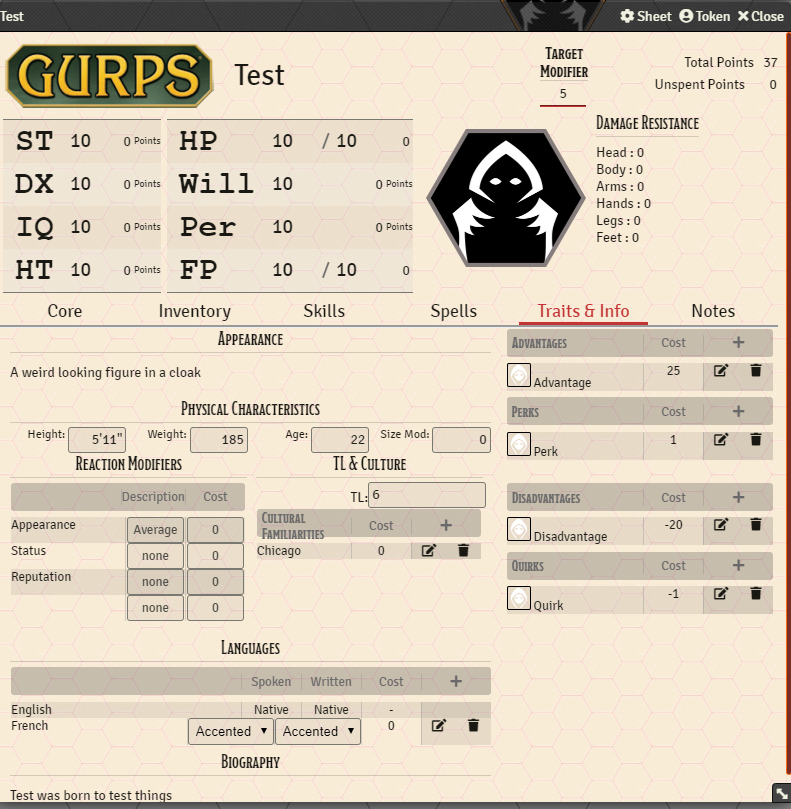 Test Sheet Token Close
GURPS Test
Target Modifier
5
Total Points 37
Unspent Points 0
ST 10 0 Points HP 10 / 10 0
DX 10 0 Points Will 10 0 Points
IQ 10 0 Points Per 10 0 Points
HT 10 0 Points FP 10 / 10 0
Damage Resistance
Head : 0
Body : 0
Arms : 0
Hands : 0
Legs : 0
Feet : 0
Core Inventory Skills Spells Traits & Info Notes
Appearance
A weird looking figure in a cloak
Physical Characteristics
Height: 5'11" Weight: 185 Age: 22 Size Mod: 0
Reaction Modifiers
Description Cost
Appearance Average 0
Status none 0
Reputation none 0
none 0
TL & Culture
TL: 6
Cultural Familiarities Cost +
Chicago 0
Languages
Spoken Written Cost +
English Native Native -
French Accented Accented 0
Biography
Test was born to test things
Advantages Cost +
Advantage 25
Perks Cost +
Perk 1
Disadvantages Cost +
Disadvantage -20
Quirks Cost +
Quirk -1